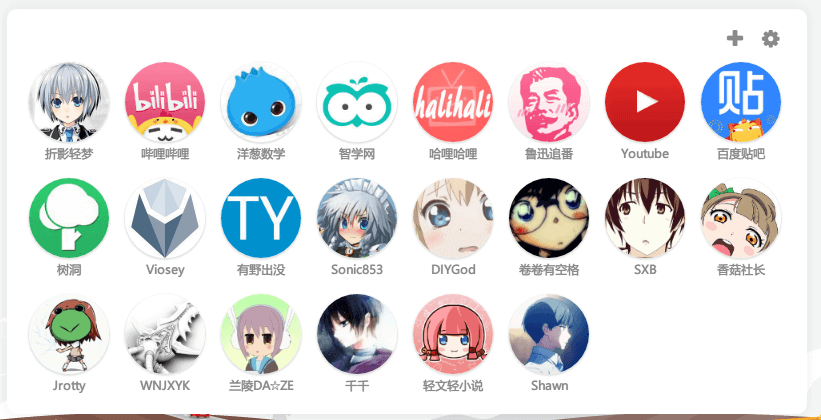 bilibili
halihali
贴
折影轻梦
哔哩哔哩
洋葱数学
智学网
哈哩哈哩
鲁迅追番
Youtube
百度贴吧
TY
树洞
Viosey
有野出没
Sonic853
DIYGod
卷卷有空格
SXB
香菇社长
Jrotty
WNJXYK
兰陵DA☆ZE
千千
轻文轻小说
Shawn